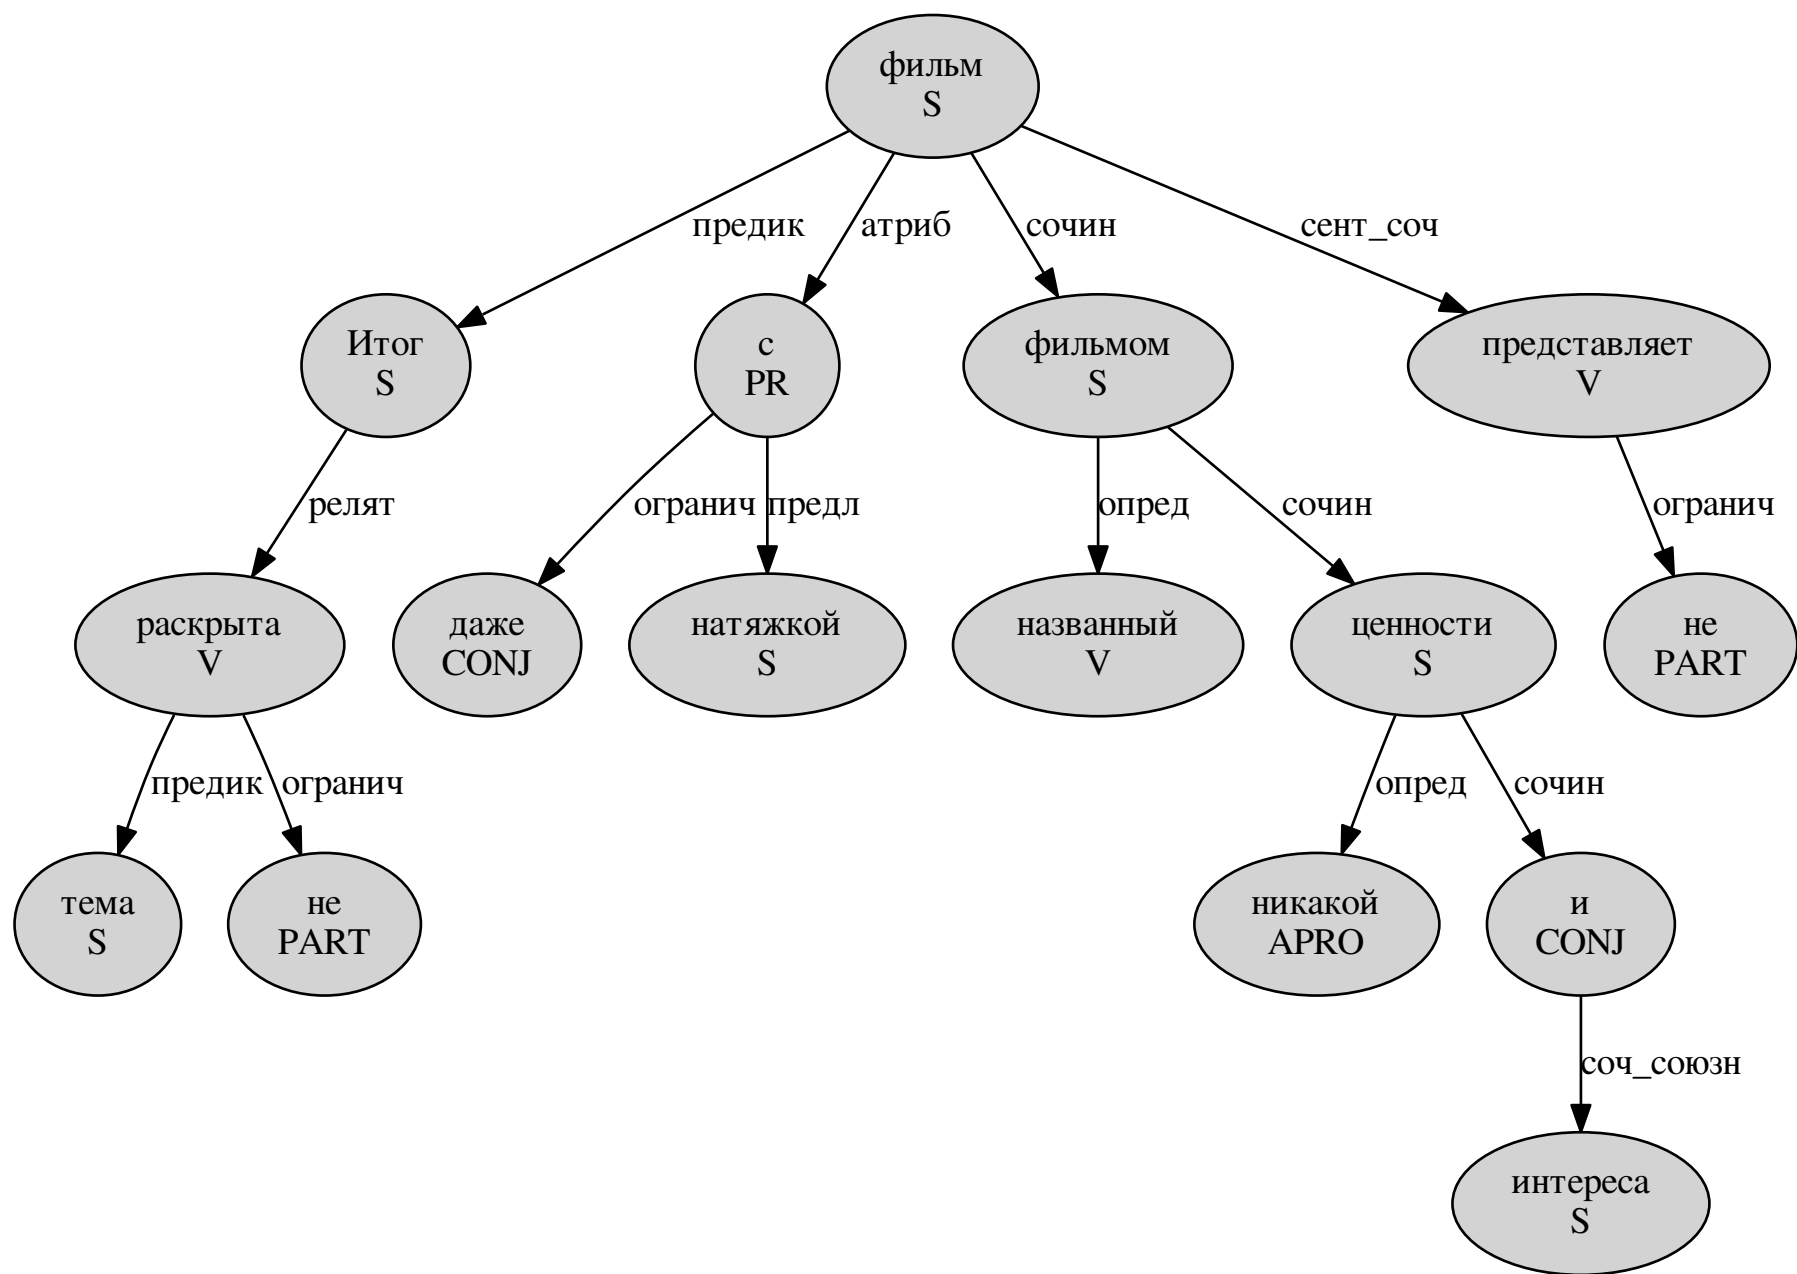 фильм
S
предик
атриб
сочин
сент_соч
Итог
S
с
PR
фильмом
S
представляет
V
релят
огранич
предл
опред
сочин
огранич
раскрыта
V
даже
CONJ
натяжкой
S
названный
V
ценности
S
не
PART
предик
огранич
опред
сочин
тема
S
не
PART
никакой
APRO
и
CONJ
соч_союзн
интереса
S